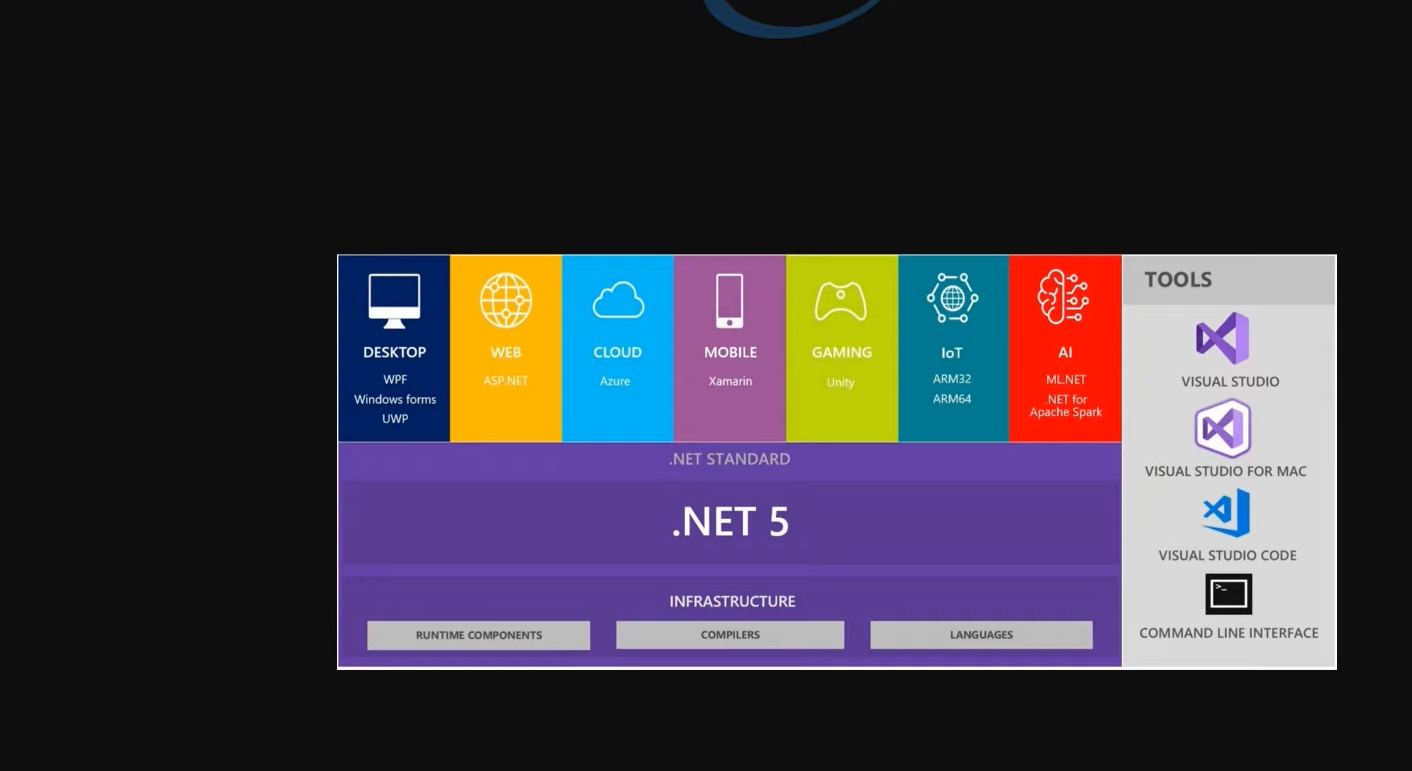 DESKTOP
WPF
Windows forms
UWP
WEB
ASP.NET
CLOUD
Azure
MOBILE
Xamarin
GAMING
Unity
IoT
ARM32
ARM64
AI
ML.NET
.NET for
Apache Spark
.NET STANDARD
.NET 5
INFRASTRUCTURE
RUNTIME COMPONENTS
COMPILERS
LANGUAGES
TOOLS
VISUAL STUDIO
VISUAL STUDIO FOR MAC
VISUAL STUDIO CODE
>_
COMMAND LINE INTERFACE